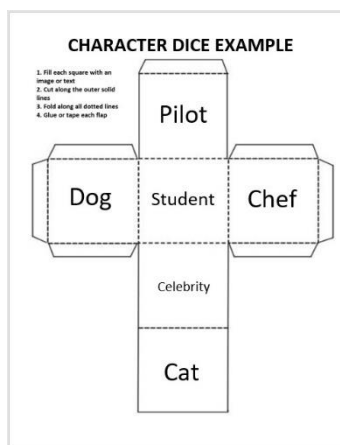 CHARACTER DICE EXAMPLE
1. Fill each square with an
image or text
2. Cut along the outer solid
lines
3. Fold along all dotted lines
4. Glue or tape each flap
Pilot
Dog
Student
Chef
Celebrity
Cat